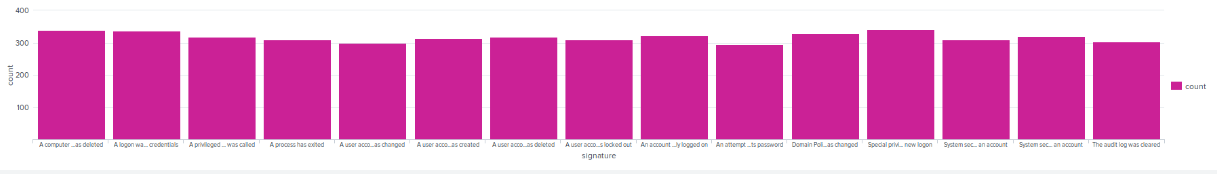 400
300
200
100
count
A computer ...as deleted
A logon wa... credentials
A privileged ... was called
A process has exited
A user acco...as changed
A user acco...as created
A user acco...as deleted
A user acco...s locked out
An account ...ly logged on
An attempt ...ts password
Domain Poli...as changed
Special privi... new logon
System sec... an account
System sec... an account
The audit log was cleared
signature
count